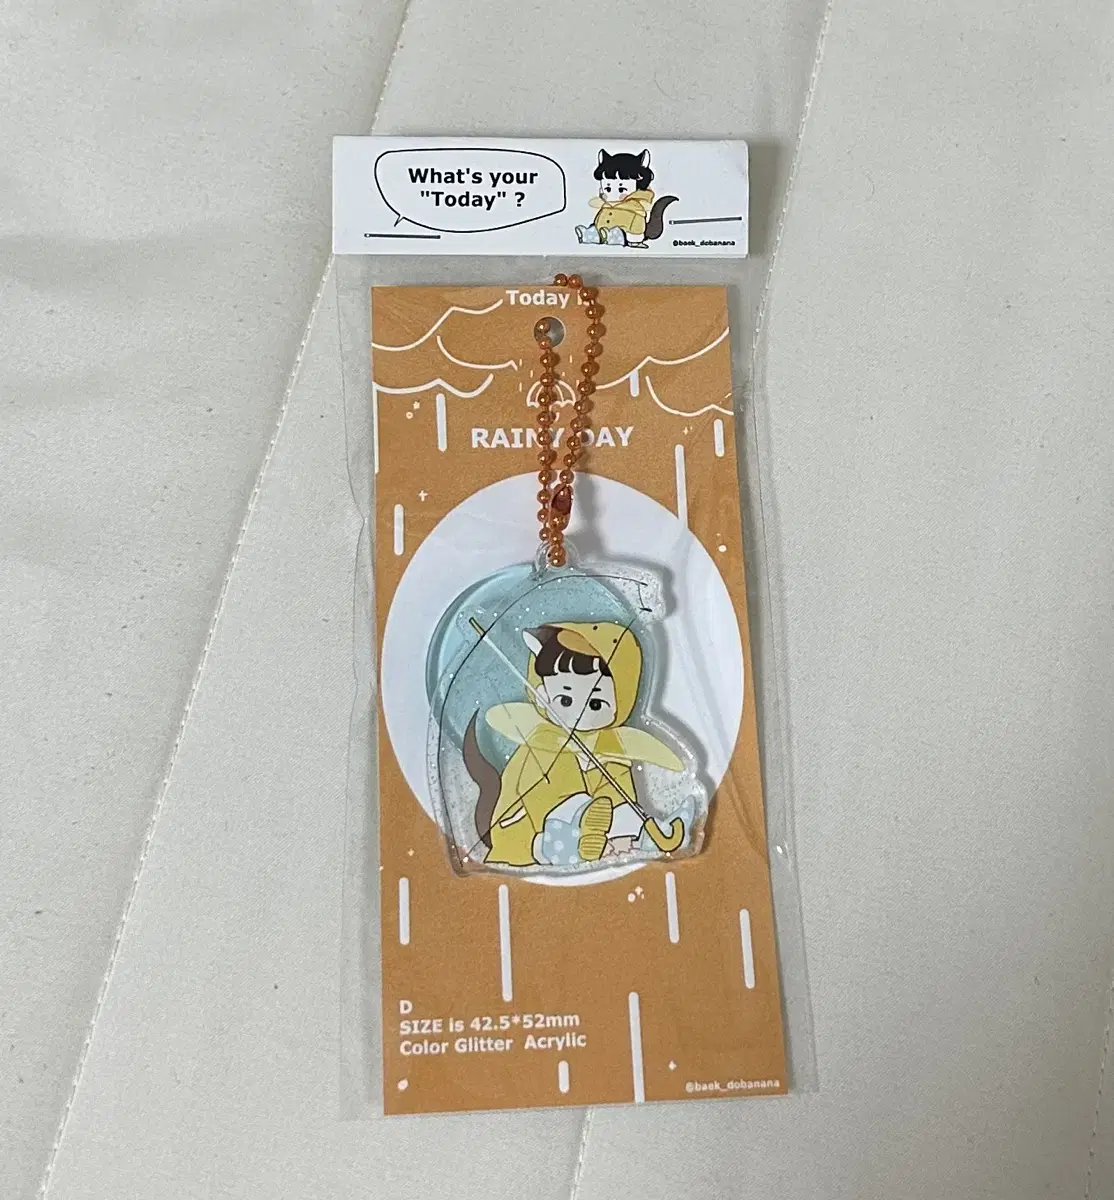 What's your
"Today" ?
@baek_dobanana
Today
RAINY DAY
D
SIZE is 42.5*52mm
Color Glitter Acrylic
@baek_dobanana